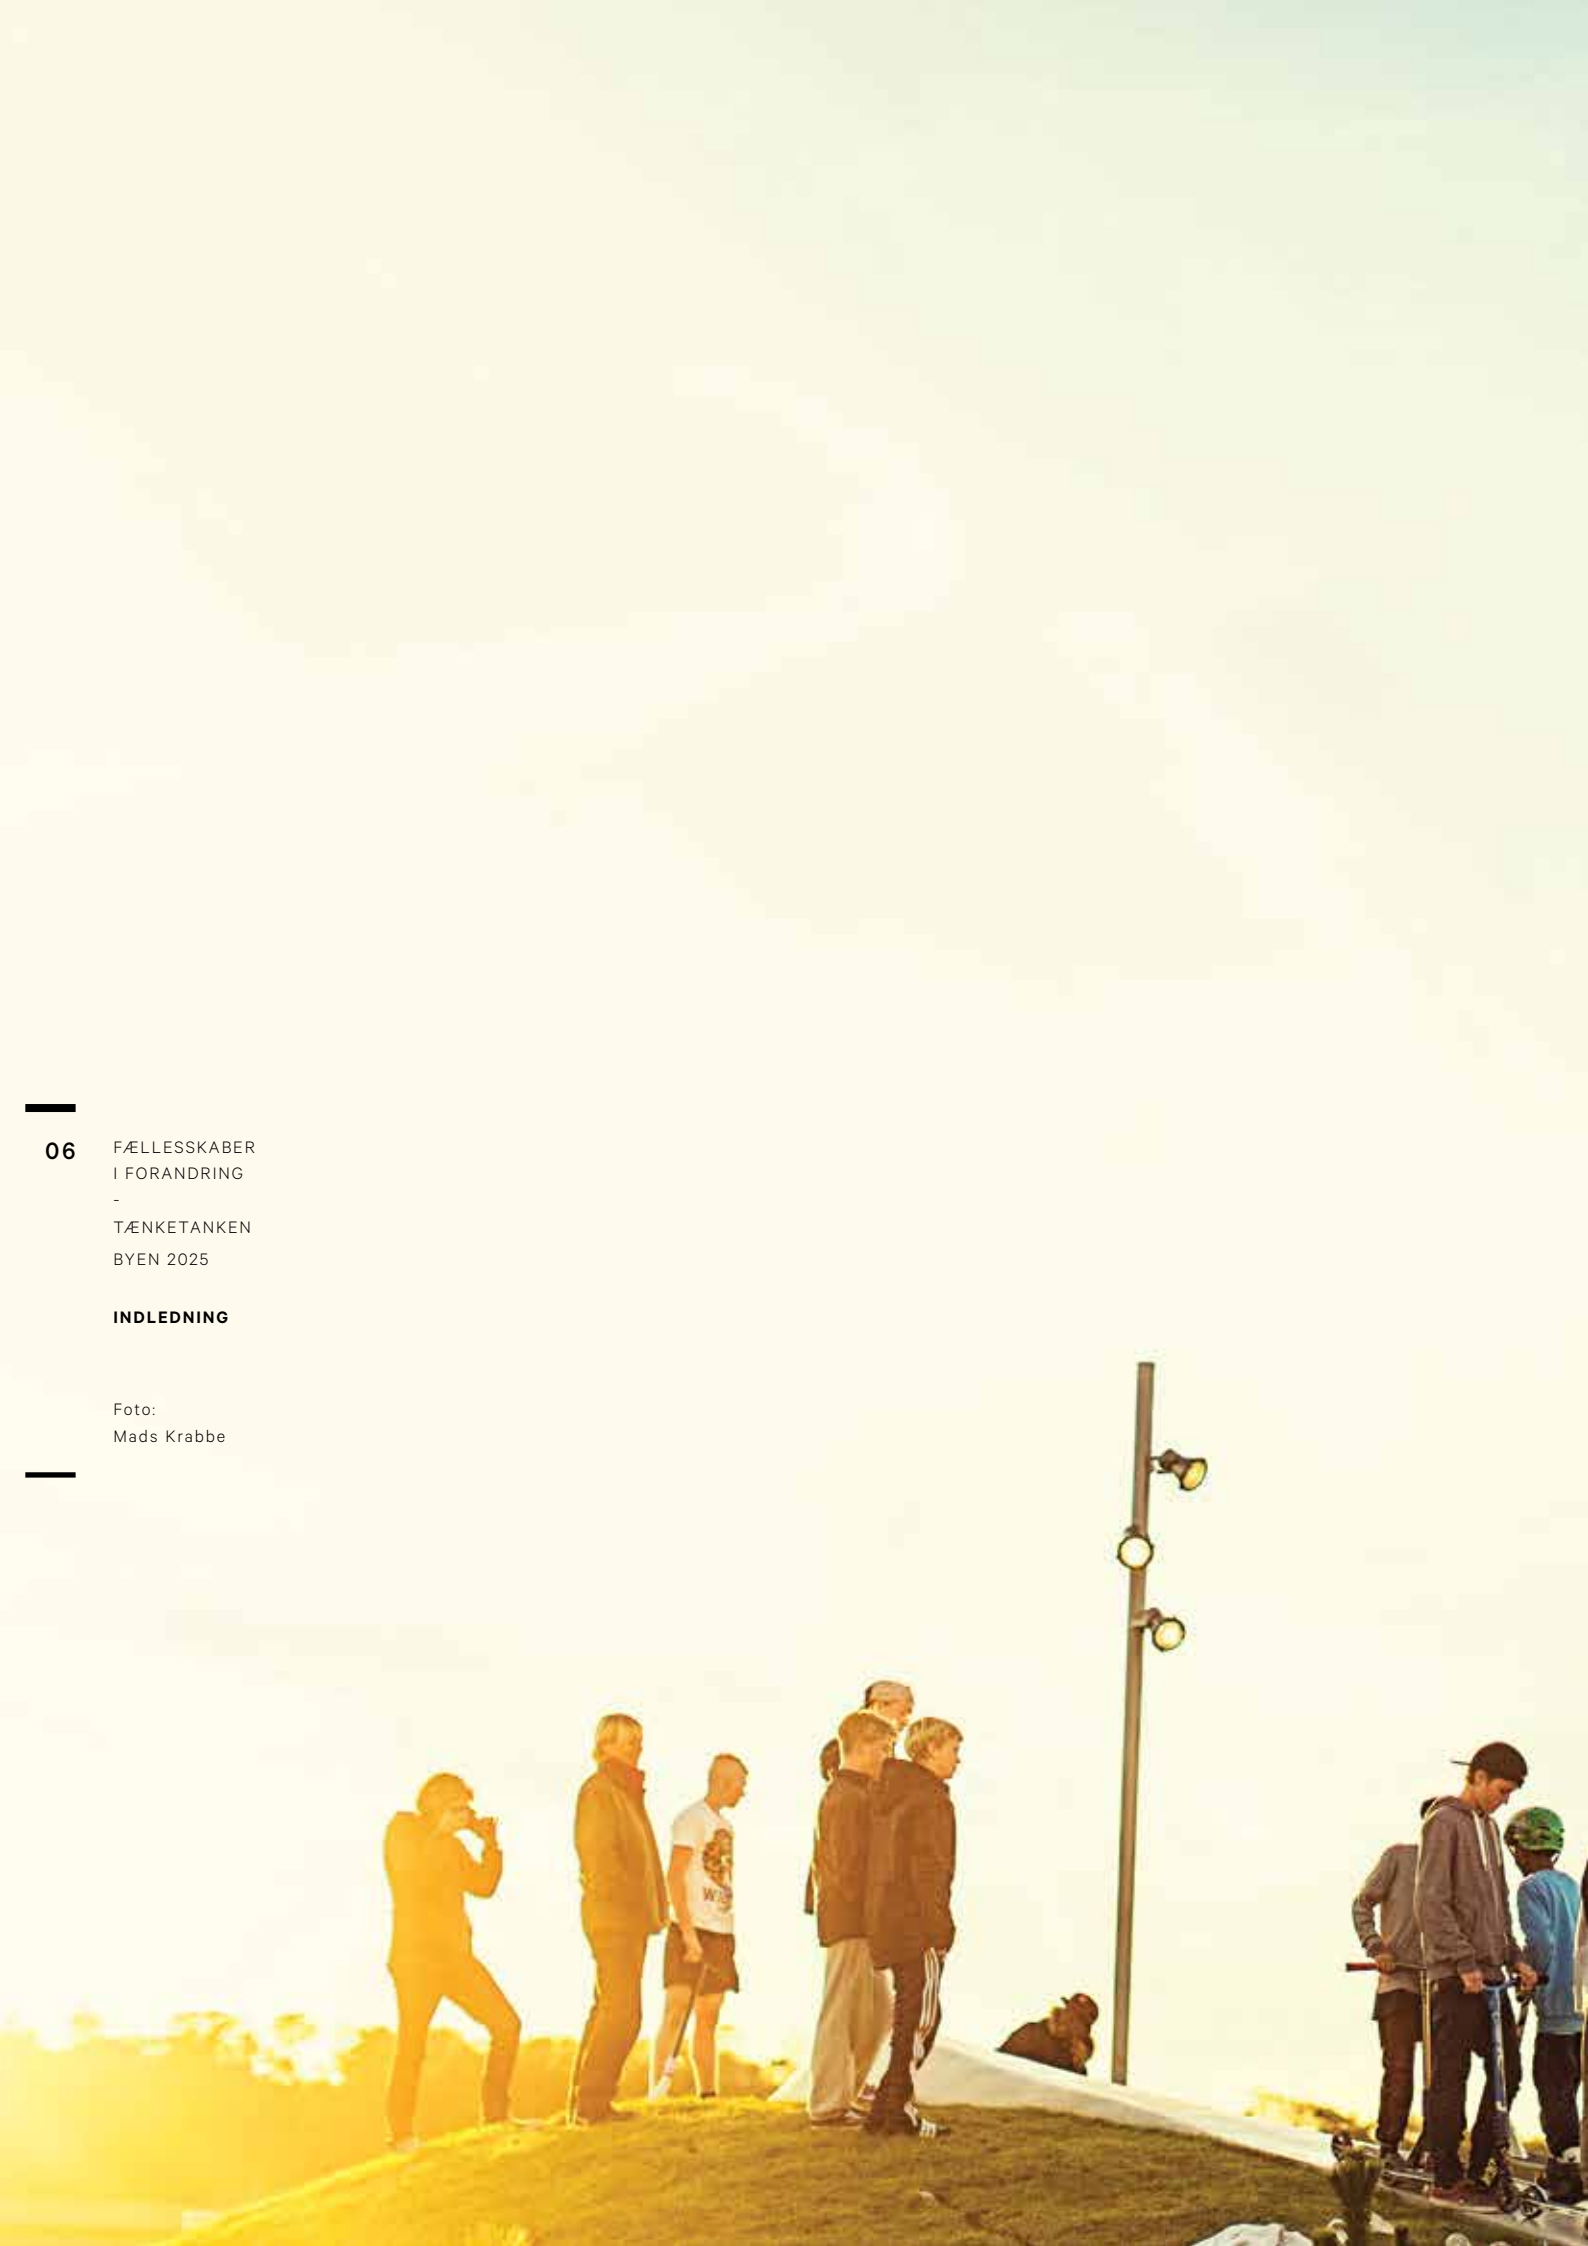 06
FÆLLESSKABER
I FORANDRING
-
TÆNKETANKEN
BYEN 2025
INDLEDNING
Foto:
Mads Krabbe